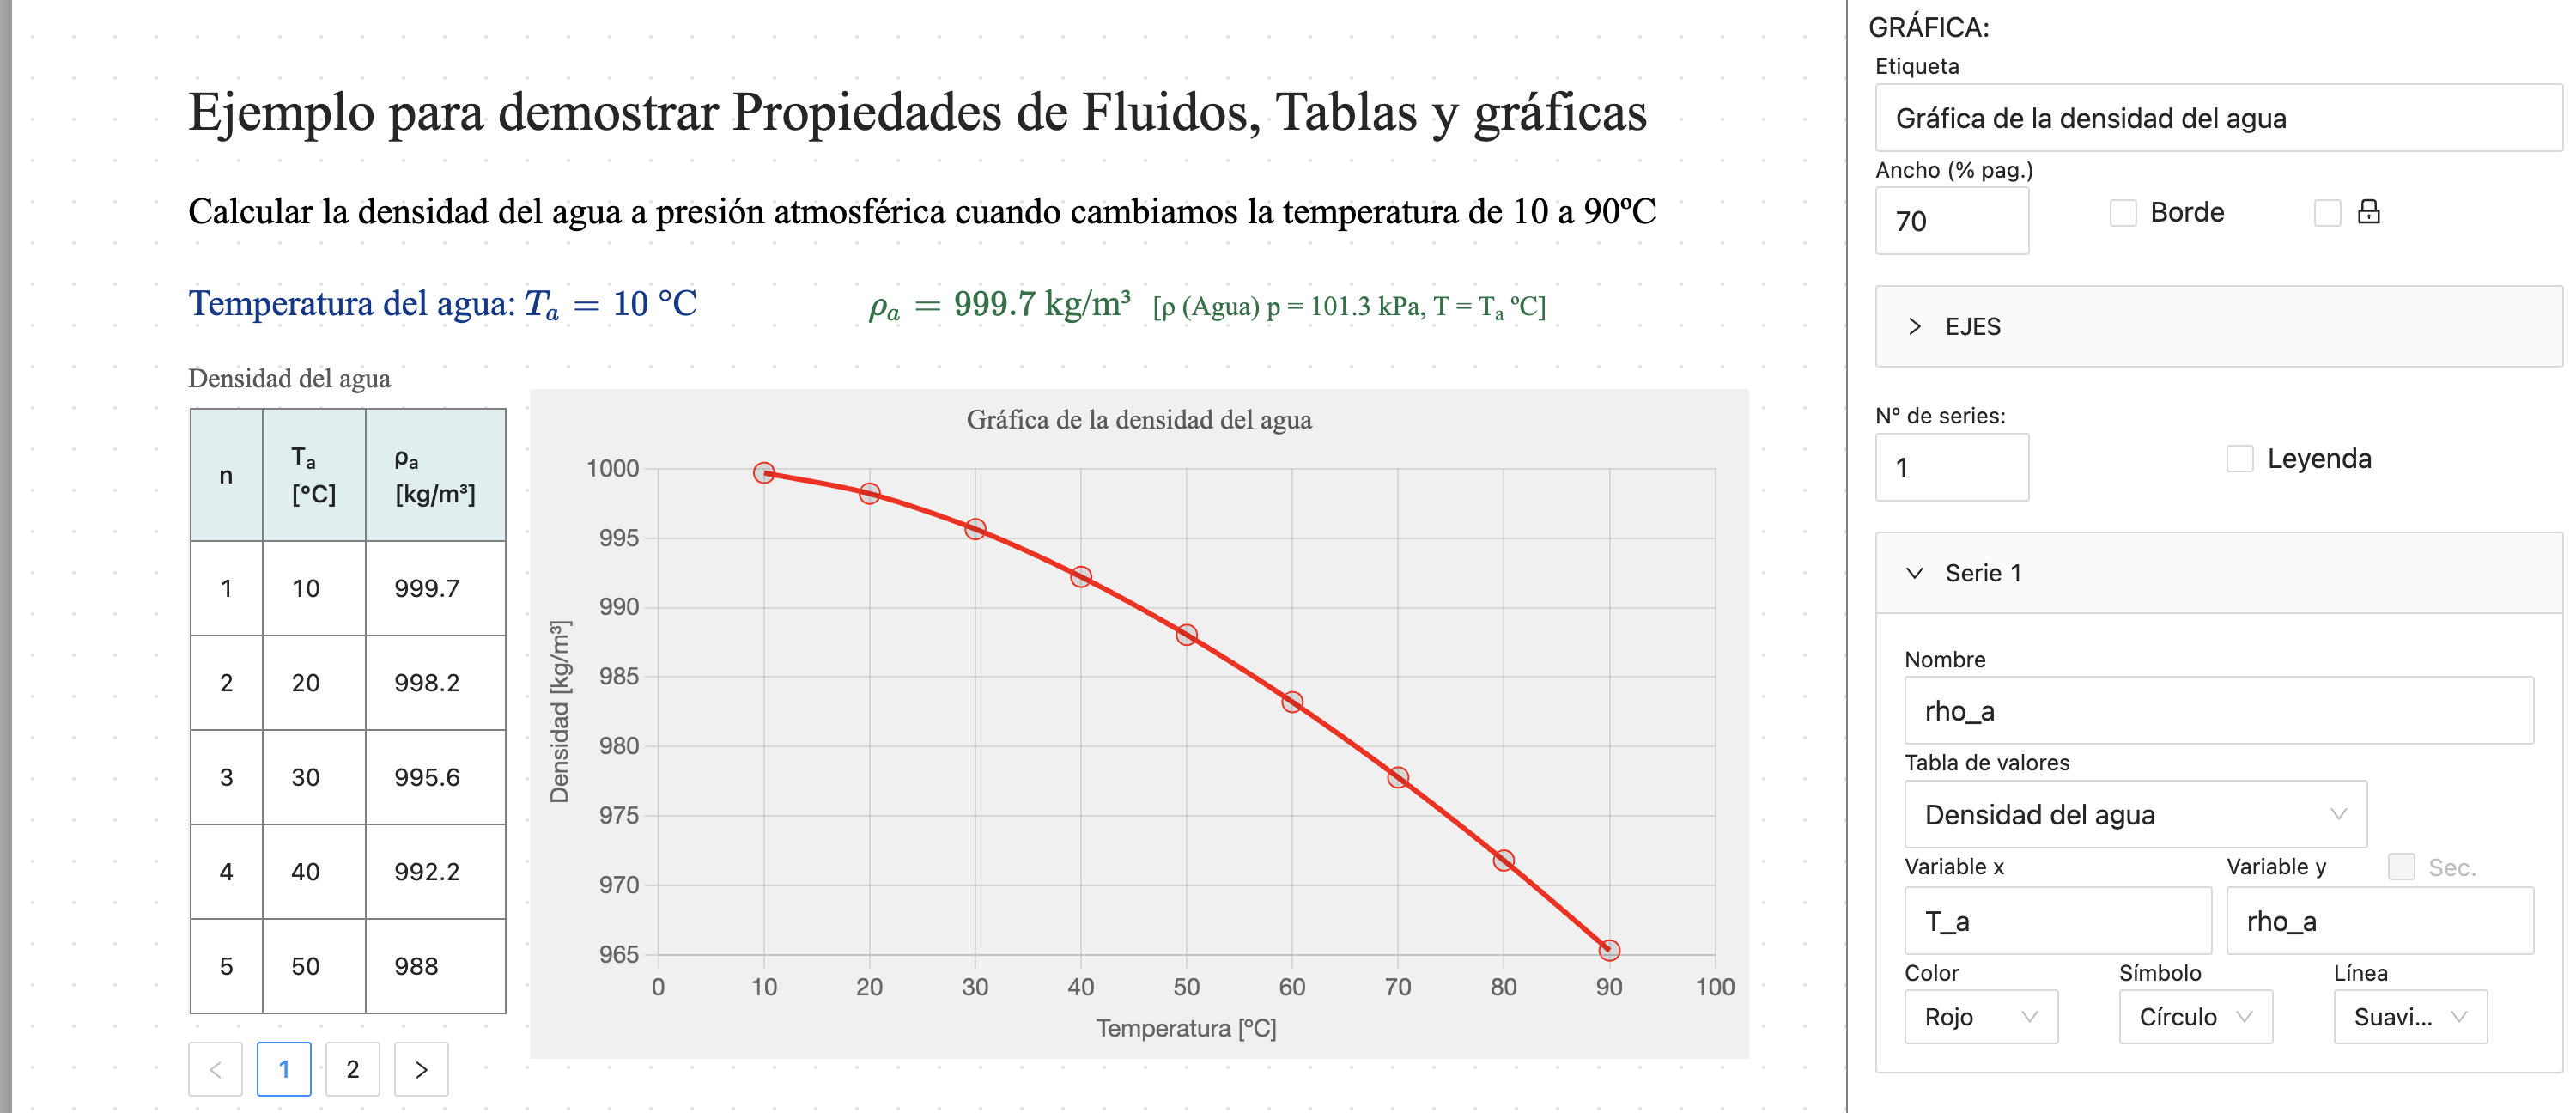 Ejemplo para demostrar Propiedades de Fluidos, Tablas y gráficas
Calcular la densidad del agua a presión atmosférica cuando cambiamos la temperatura de 10 a 90ºC
Temperatura del agua: Tₐ = 10 °C
ρₐ = 999.7 kg/m³ [ρ (Agua) p = 101.3 kPa, T = Tₐ ºC]
Densidad del agua
n Tₐ [°C] ρₐ [kg/m³]
1 10 999.7
2 20 998.2
3 30 995.6
4 40 992.2
5 50 988
< 1 2 >
Gráfica de la densidad del agua
Densidad [kg/m³]
1000
995
990
985
980
975
970
965
0 10 20 30 40 50 60 70 80 90 100
Temperatura [ºC]
GRÁFICA:
Etiqueta
Gráfica de la densidad del agua
Ancho (% pag.)
70
Borde
> EJES
Nº de series:
1
Leyenda
Serie 1
Nombre
rho_a
Tabla de valores
Densidad del agua
Variable x Variable y Sec.
T_a rho_a
Color Símbolo Línea
Rojo Círculo Suavi...